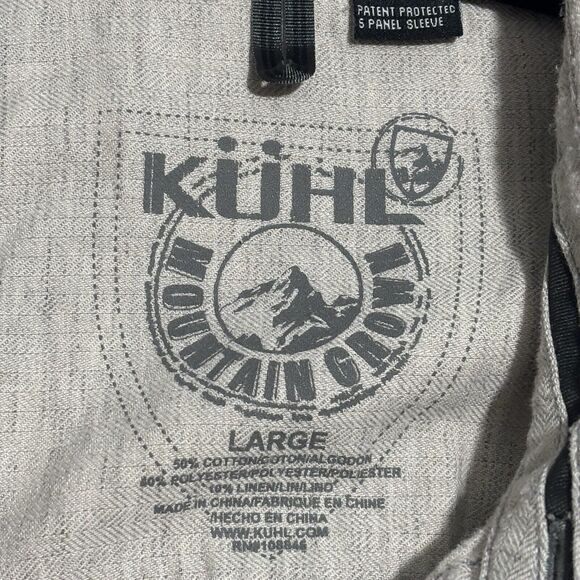 PATENT PROTECTED
5 PANEL SLEEVE
KÜHL
MOUNTAIN GROWN
LARGE
50% COTTON/COTON/ALGODON
40% POLYESTER/POLYESTER/POLIESTER
10% LINEN/LIN/LINO
MADE IN CHINA/FABRIQUE EN CHINE
/HECHO EN CHINA
WWW.KUHL.COM